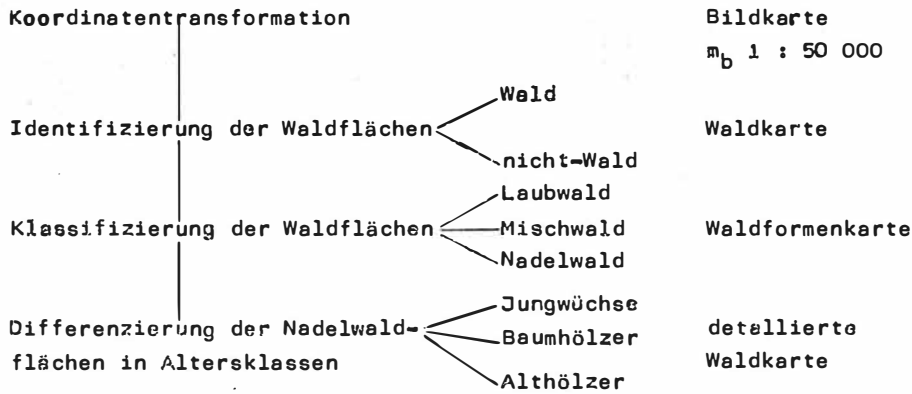 Koordinatentransformation Bildkarte
m_b 1 : 50 000
Wald
Identifizierung der Waldflächen Waldkarte
nicht-Wald
Laubwald
Klassifizierung der Waldflächen Mischwald Waldformenkarte
Nadelwald
Jungwüchse
Differenzierung der Nadelwald- Baumhölzer detallierte
flächen in Altersklassen Waldkarte
Althölzer